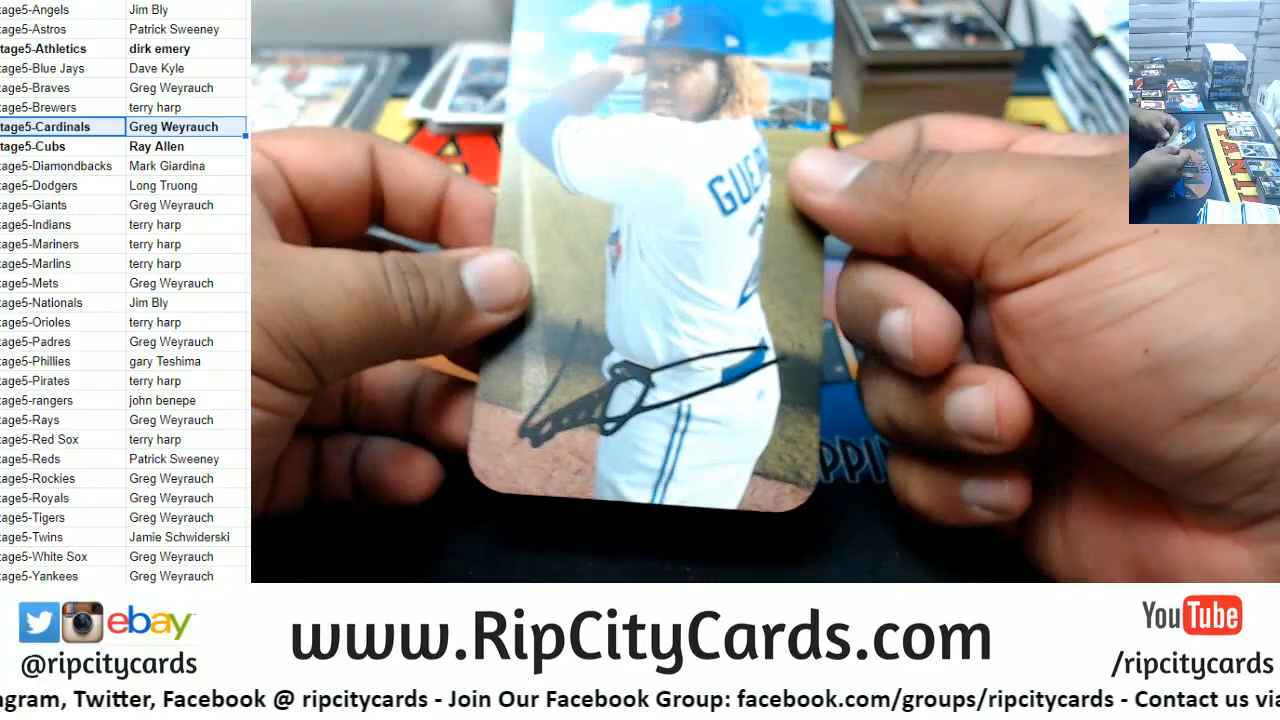 tage5-Angels Jim Bly
tage5-Astros Patrick Sweeney
tage5-Athletics dirk emery
tage5-Blue Jays Dave Kyle
tage5-Braves Greg Weyrauch
tage5-Brewers terry harp
tage5-Cardinals Greg Weyrauch
tage5-Cubs Ray Allen
tage5-Diamondbacks Mark Giardina
tage5-Dodgers Long Truong
tage5-Giants Greg Weyrauch
tage5-Indians terry harp
tage5-Mariners terry harp
tage5-Marlins terry harp
tage5-Mets Greg Weyrauch
tage5-Nationals Jim Bly
tage5-Orioles terry harp
tage5-Padres Greg Weyrauch
tage5-Phillies gary Teshima
tage5-Pirates terry harp
tage5-rangers john benepe
tage5-Rays Greg Weyrauch
tage5-Red Sox terry harp
tage5-Reds Patrick Sweeney
tage5-Rockies Greg Weyrauch
tage5-Royals Greg Weyrauch
tage5-Tigers Greg Weyrauch
tage5-Twins Jamie Schwiderski
tage5-White Sox Greg Weyrauch
tage5-Yankees Greg Weyrauch
GUER
2
PPI
PANI
ebay
@ripcitycards
www.RipCityCards.com
YouTube
/ripcitycards
agram, Twitter, Facebook @ ripcitycards - Join Our Facebook Group: facebook.com/groups/ripcitycards - Contact us via